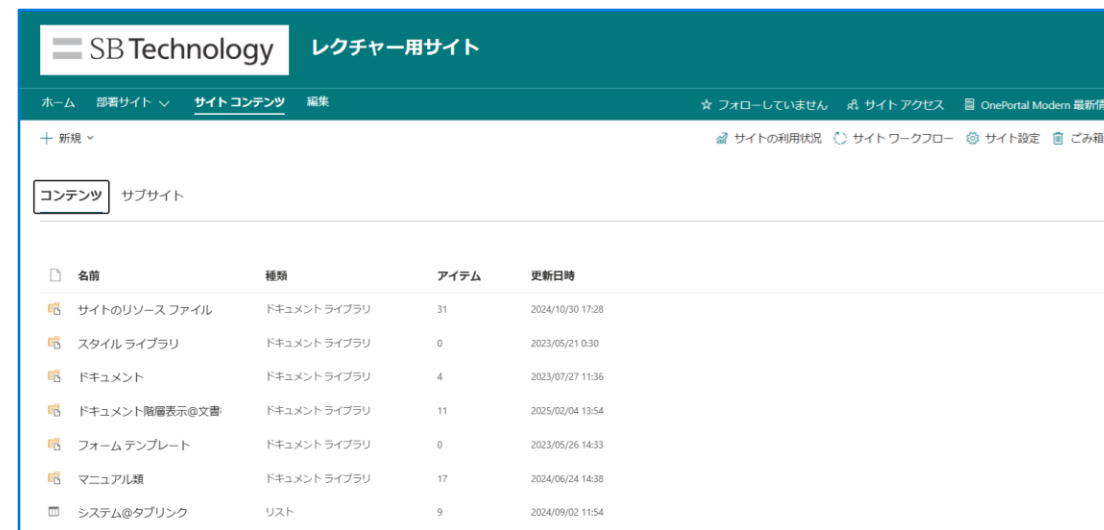 SB Technology レクチャー用サイト
ホーム 部署サイト サイト コンテンツ 編集 フォローしていません サイト アクセス OnePortal Modern 最新情
新規 サイトの利用状況 サイト ワークフロー サイト設定 ごみ箱
コンテンツ サブサイト
名前 種類 アイテム 更新日時
サイトのリソース ファイル ドキュメント ライブラリ 31 2024/10/30 17:28
スタイル ライブラリ ドキュメント ライブラリ 0 2023/05/21 0:30
ドキュメント ドキュメント ライブラリ 4 2023/07/27 11:36
ドキュメント階層表示@文書 ドキュメント ライブラリ 11 2025/02/04 13:54
フォーム テンプレート ドキュメント ライブラリ 0 2023/05/26 14:33
マニュアル類 ドキュメント ライブラリ 17 2024/06/24 14:38
システム@タブリンク リスト 9 2024/09/02 11:54